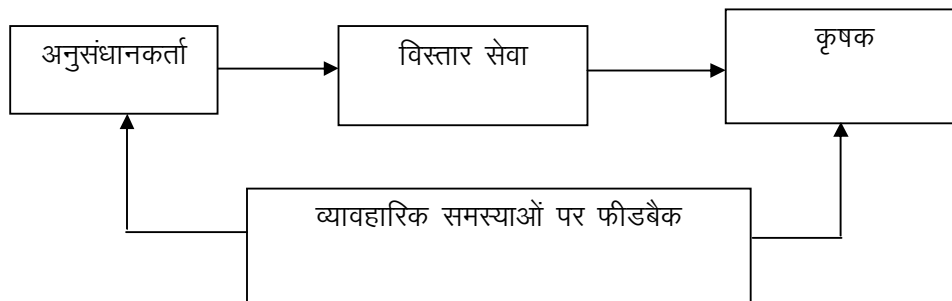 अनुसंधानकर्ता
विस्तार सेवा
कृषक
व्यावहारिक समस्याओं पर फीडबैक